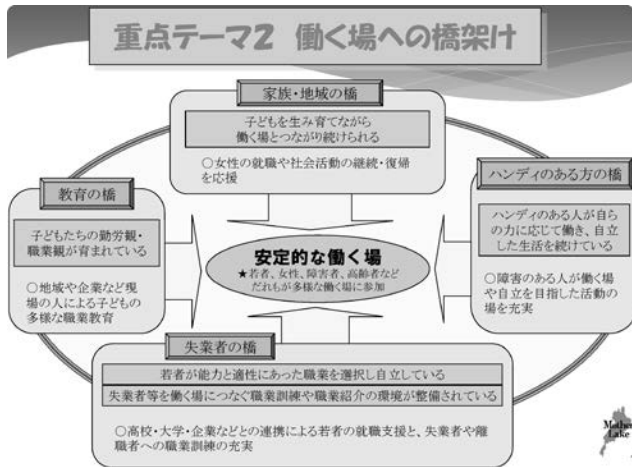 重点テーマ2 働く場への橋架け
家族・地域の橋
子どもを生み育てながら
働く場とつながり続けられる
○女性の就職や社会活動の継続・復帰
を応援
教育の橋
子どもたちの勤労観・
職業観が育まれている
○地域や企業など現
場の人による子どもの
多様な職業教育
安定的な働く場
★若者、女性、障害者、高齢者など
だれもが多様な働く場に参加
ハンディのある方の橋
ハンディのある人が自ら
の力に応じて働き、自立
した生活を続けている
○障害のある人が働く場
や自立を目指した活動の
場を充実
失業者の橋
若者が能力と適性にあった職業を選択し自立している
失業者等を働く場につなぐ職業訓練や職業紹介の環境が整備されている
○高校・大学・企業などとの連携による若者の就職支援と、失業者や離
職者への職業訓練の充実
Mother
Lake